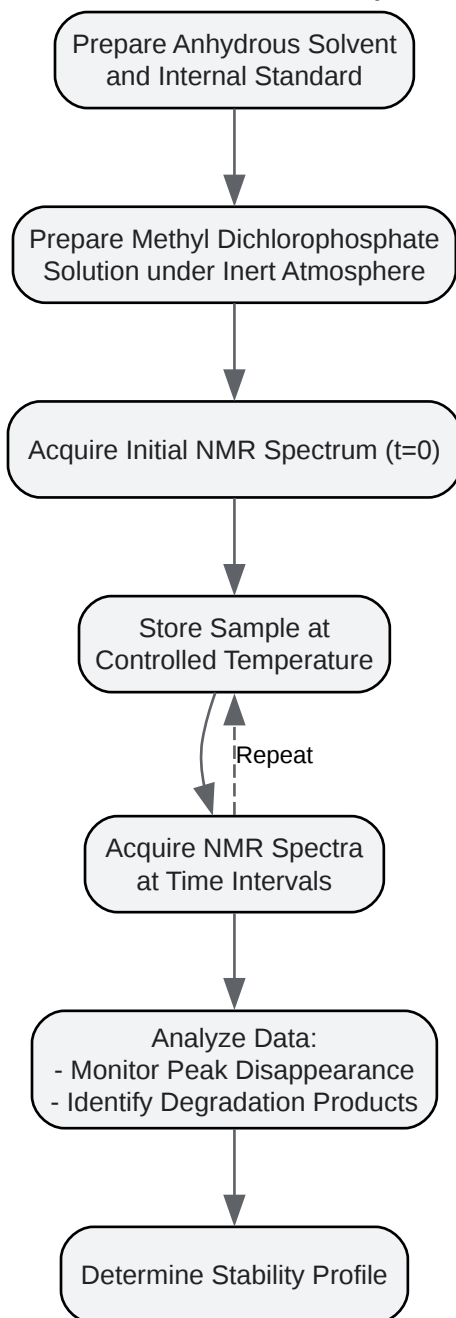 Prepare Anhydrous Solvent
and Internal Standard
Prepare Methyl Dichlorophosphate
Solution under Inert Atmosphere
Acquire Initial NMR Spectrum (t=0)
Store Sample at
Controlled Temperature
Repeat
Acquire NMR Spectra
at Time Intervals
Analyze Data:
- Monitor Peak Disappearance
- Identify Degradation Products
Determine Stability Profile